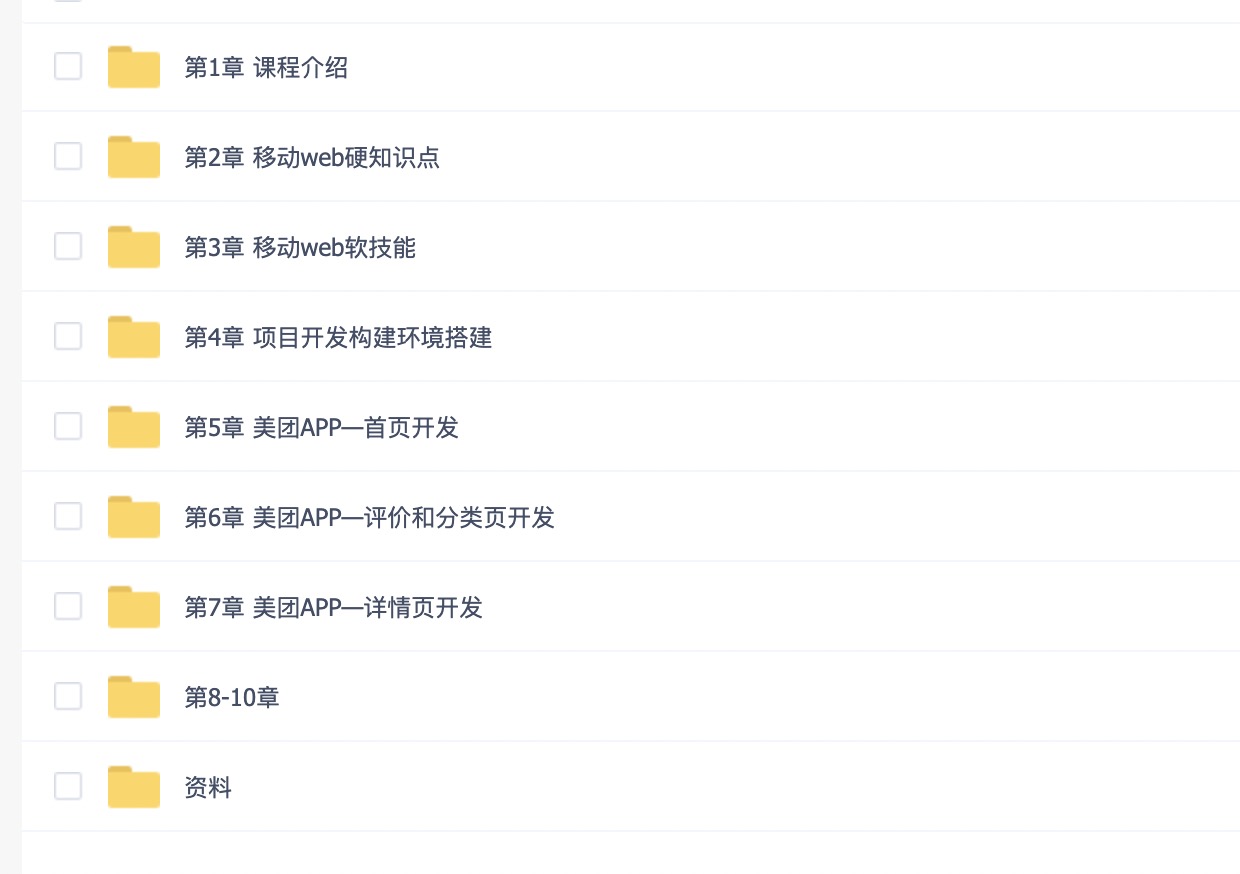 第1章 课程介绍
第2章 移动web硬知识点
第3章 移动web软技能
第4章 项目开发构建环境搭建
第5章 美团APP—首页开发
第6章 美团APP—评价和分类页开发
第7章 美团APP—详情页开发
第8-10章
资料